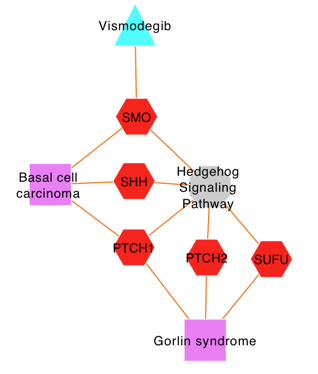 Vismodegib
SMO
Basal cell
carcinoma
SHH
Hedgehog
Signaling
Pathway
PTCH1
PTCH2
SUFU
Gorlin syndrome